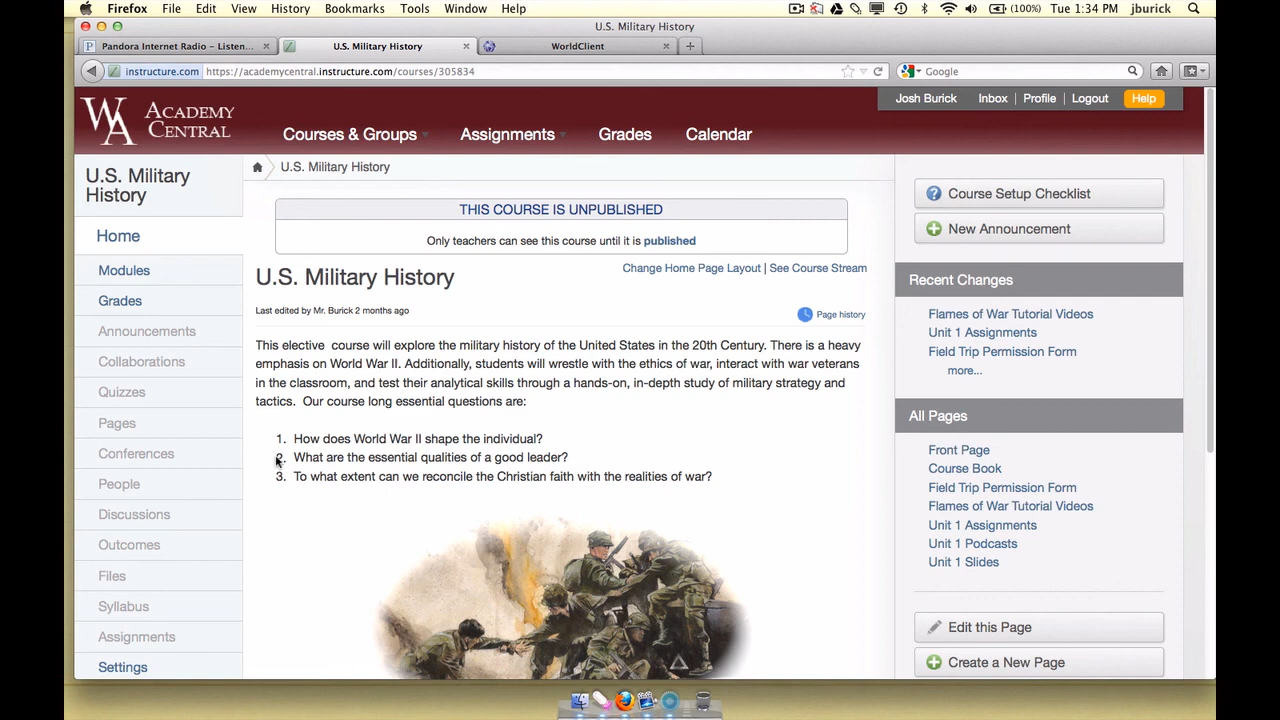 Firefox File Edit View History Bookmarks Tools Window Help (100%) Tue 1:34 PM jburick
U.S. Military History
Pandora Internet Radio – Listen... U.S. Military History WorldClient
instructure.com https://academycentral.instructure.com/courses/305834 Google
Josh Burick Inbox Profile Logout Help
WA ACADEMY CENTRAL
Courses & Groups Assignments Grades Calendar
U.S. Military History
Home
Modules
Grades
Announcements
Collaborations
Quizzes
Pages
Conferences
People
Discussions
Outcomes
Files
Syllabus
Assignments
Settings
U.S. Military History
THIS COURSE IS UNPUBLISHED
Only teachers can see this course until it is published
Change Home Page Layout | See Course Stream
U.S. Military History
Last edited by Mr. Burick 2 months ago
Page history
This elective course will explore the military history of the United States in the 20th Century. There is a heavy
emphasis on World War II. Additionally, students will wrestle with the ethics of war, interact with war veterans
in the classroom, and test their analytical skills through a hands-on, in-depth study of military strategy and
tactics. Our course long essential questions are:
1. How does World War II shape the individual?
2. What are the essential qualities of a good leader?
3. To what extent can we reconcile the Christian faith with the realities of war?
Course Setup Checklist
New Announcement
Recent Changes
Flames of War Tutorial Videos
Unit 1 Assignments
Field Trip Permission Form
more...
All Pages
Front Page
Course Book
Field Trip Permission Form
Flames of War Tutorial Videos
Unit 1 Assignments
Unit 1 Podcasts
Unit 1 Slides
Edit this Page
Create a New Page